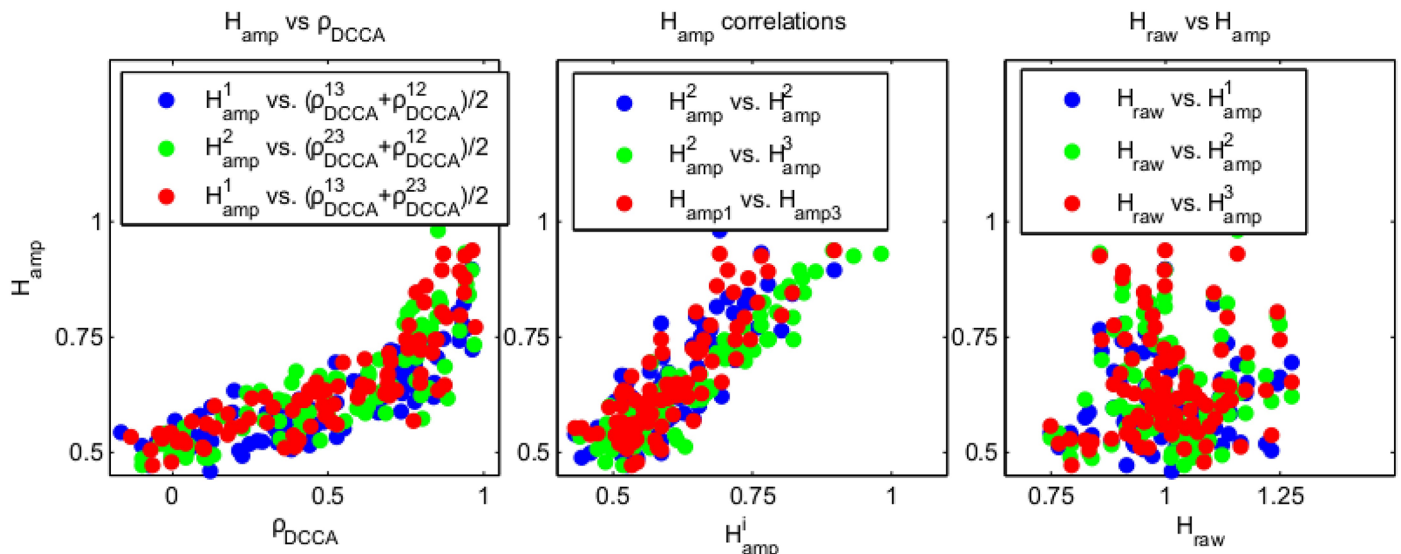 H_amp vs ρ_DCCA
H^1_amp vs. (ρ^13_DCCA+ρ^12_DCCA)/2
H^2_amp vs. (ρ^23_DCCA+ρ^12_DCCA)/2
H^1_amp vs. (ρ^13_DCCA+ρ^23_DCCA)/2
H_amp
1
0.75
0.5
0 0.5 1
ρ_DCCA
H_amp correlations
H^2_amp vs. H^2_amp
H^2_amp vs. H^3_amp
H_amp1 vs. H_amp3
1
0.75
0.5
0.5 0.75 1
H^i_amp
H_raw vs H_amp
H_raw vs. H^1_amp
H_raw vs. H^2_amp
H_raw vs. H^3_amp
1
0.75
0.5
0.75 1 1.25
H_raw